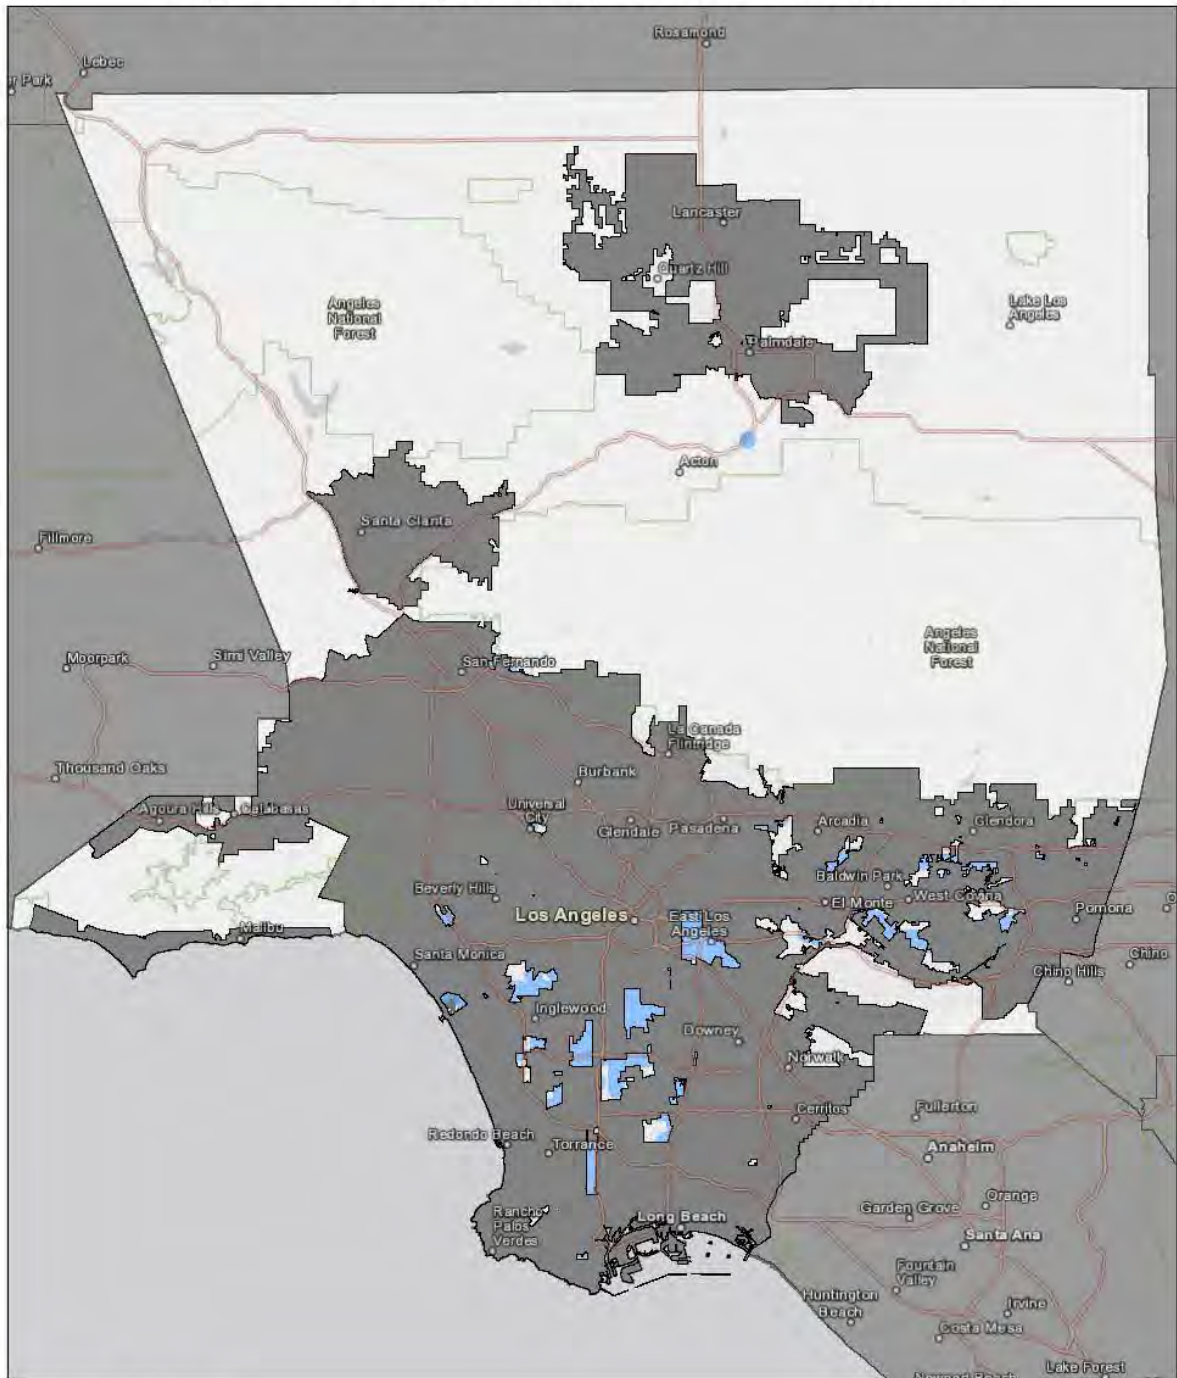 Rosamond
Lebec
er Park
Lancaster
Quartz Hill
Angeles
National
Forest
Lake Los
Angeles
Palmdale
Acton
Santa Clarita
Fillmore
Angeles
National
Forest
Moorpark
Simi Valley
San Fernando
La Canada
Flintridge
Thousand Oaks
Burbank
Agoura Hills
Calabasas
Universal
City
Glendale
Pasadena
Arcadia
Glendora
Baldwin Park
Beverly Hills
El Monte
West Covina
Los Angeles
East Los
Angeles
Pomona
O
Malibu
Santa Monica
Chino
Chino Hills
Inglewood
Downey
Norwalk
Cerritos
Fullerton
Redondo Beach
Torrance
Anaheim
Rancho
Palos
Verdes
Long Beach
Garden Grove
Orange
Santa Ana
Fountain
Valley
Huntington
Beach
Irvine
Costa Mesa
Lake Forest
Newport Beach